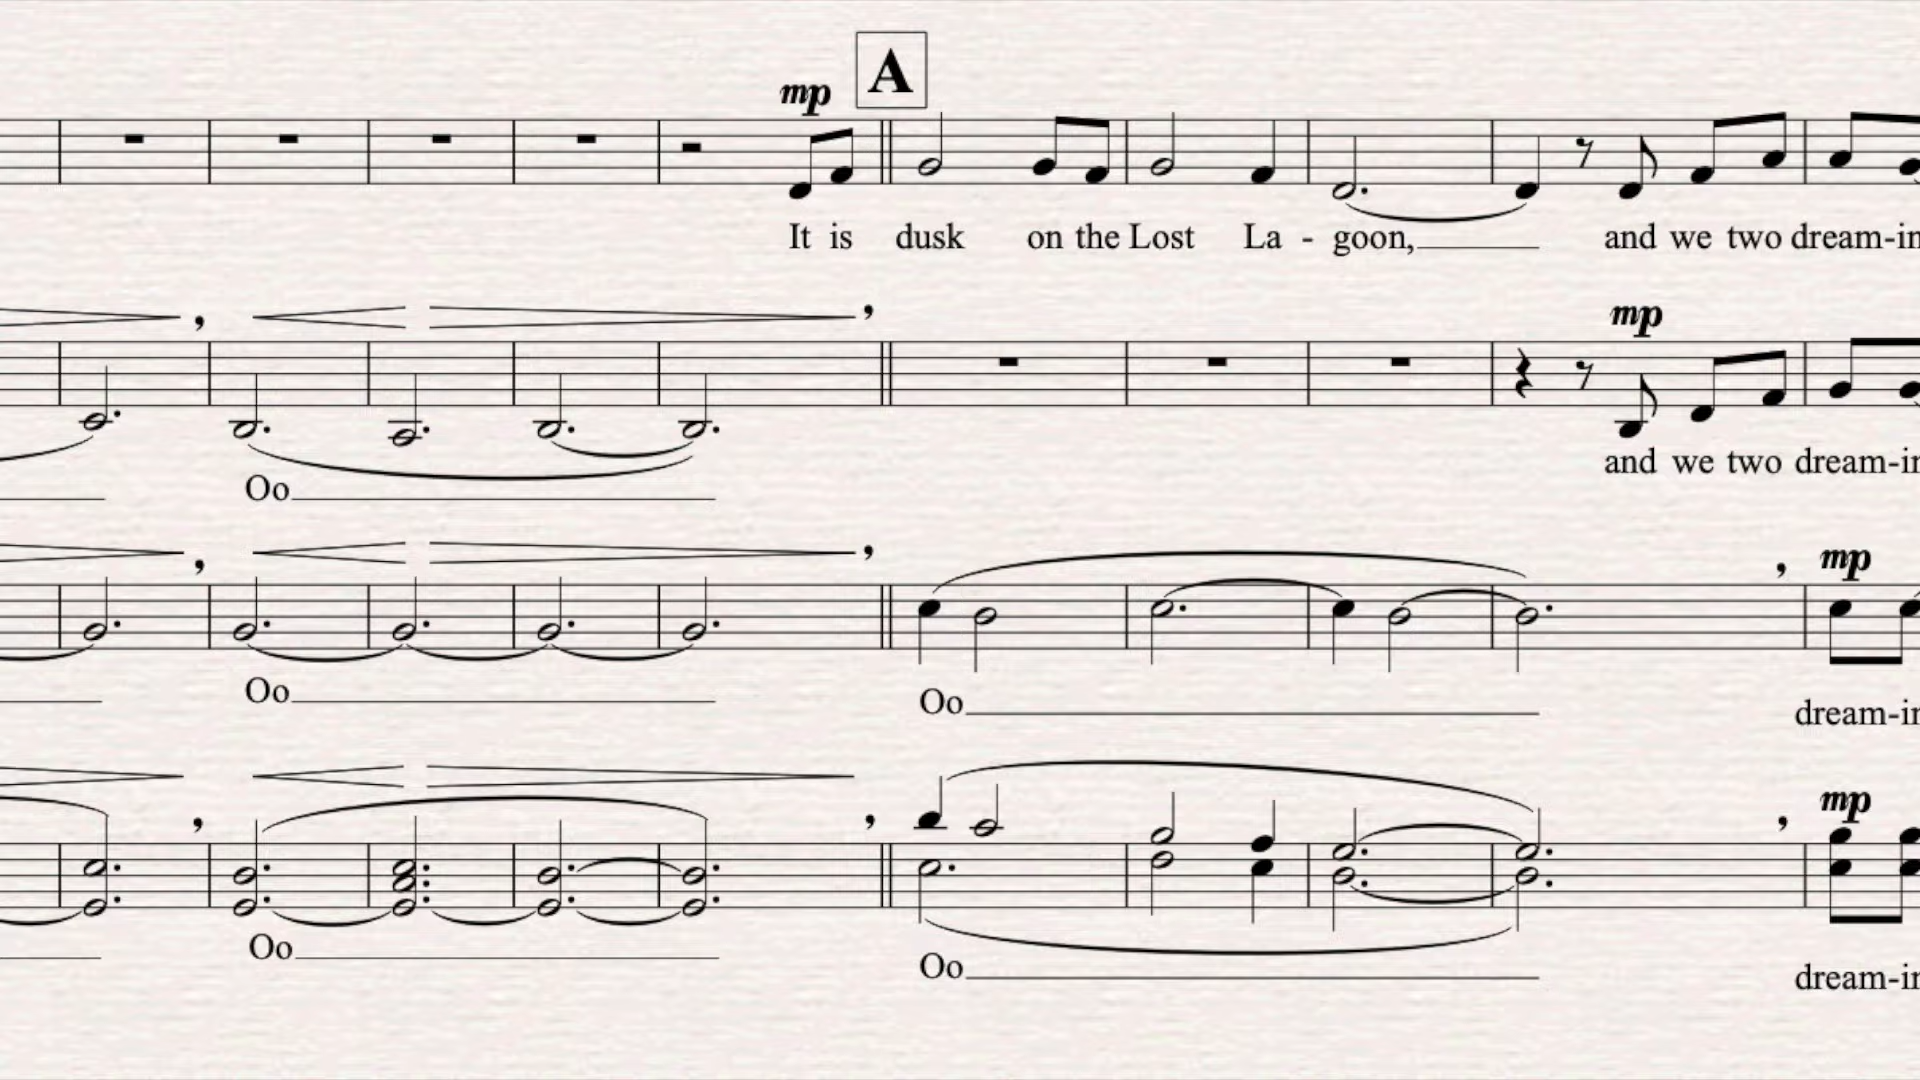 A
mp
It is dusk on the Lost La - goon, and we two dream-in
mp
and we two dream-in
Oo
mp
Oo Oo
dream-in
mp
Oo Oo
dream-in